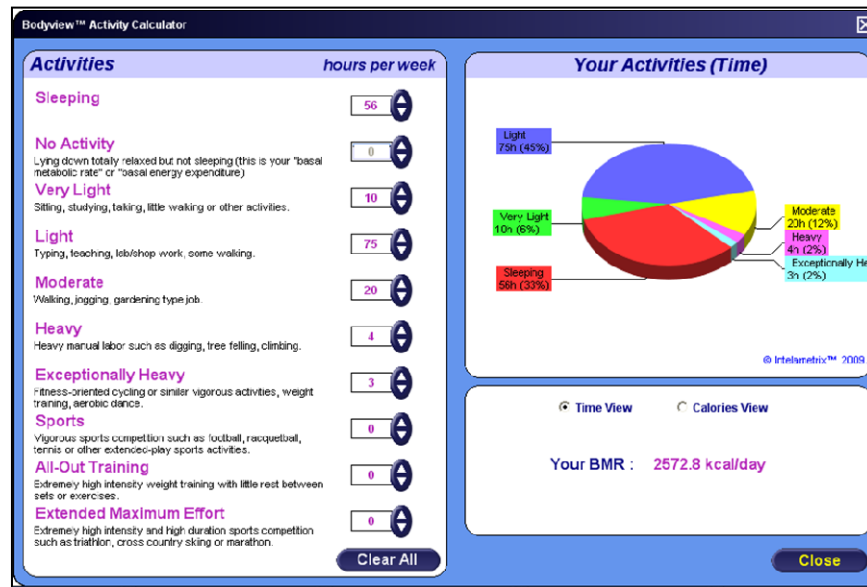 Bodyview™ Activity Calculator
Activities hours per week
Sleeping
56
No Activity
0
Lying down totally relaxed but not sleeping (this is your "basal
metabolic rate" or "basal energy expenditure)
Very Light
10
Sitting, studying, talking, little walking or other activities.
Light
75
Typing, teaching, lab/shop work, some walking.
Moderate
20
Walking, jogging, gardening type job.
Heavy
4
Heavy manual labor such as digging, tree felling, climbing.
Exceptionally Heavy
3
Fitness-oriented cycling or similar vigorous activities, weight
training, aerobic dance.
Sports
0
Vigorous sports competition such as football, racquetball,
tennis or other extended-play sports activities.
All-Out Training
0
Extremely high intensity weight training with little rest between
sets or exercises.
Extended Maximum Effort
0
Extremely high intensity and high duration sports competition
such as triathlon, cross country skiing or marathon.
Clear All
Your Activities (Time)
Light
75h (45%)
Very Light
10h (6%)
Sleeping
56h (33%)
Moderate
20h (12%)
Heavy
4h (2%)
Exceptionally He
3h (2%)
© Intelametrix™ 2009
Time View Calories View
Your BMR : 2572.8 kcal/day
Close